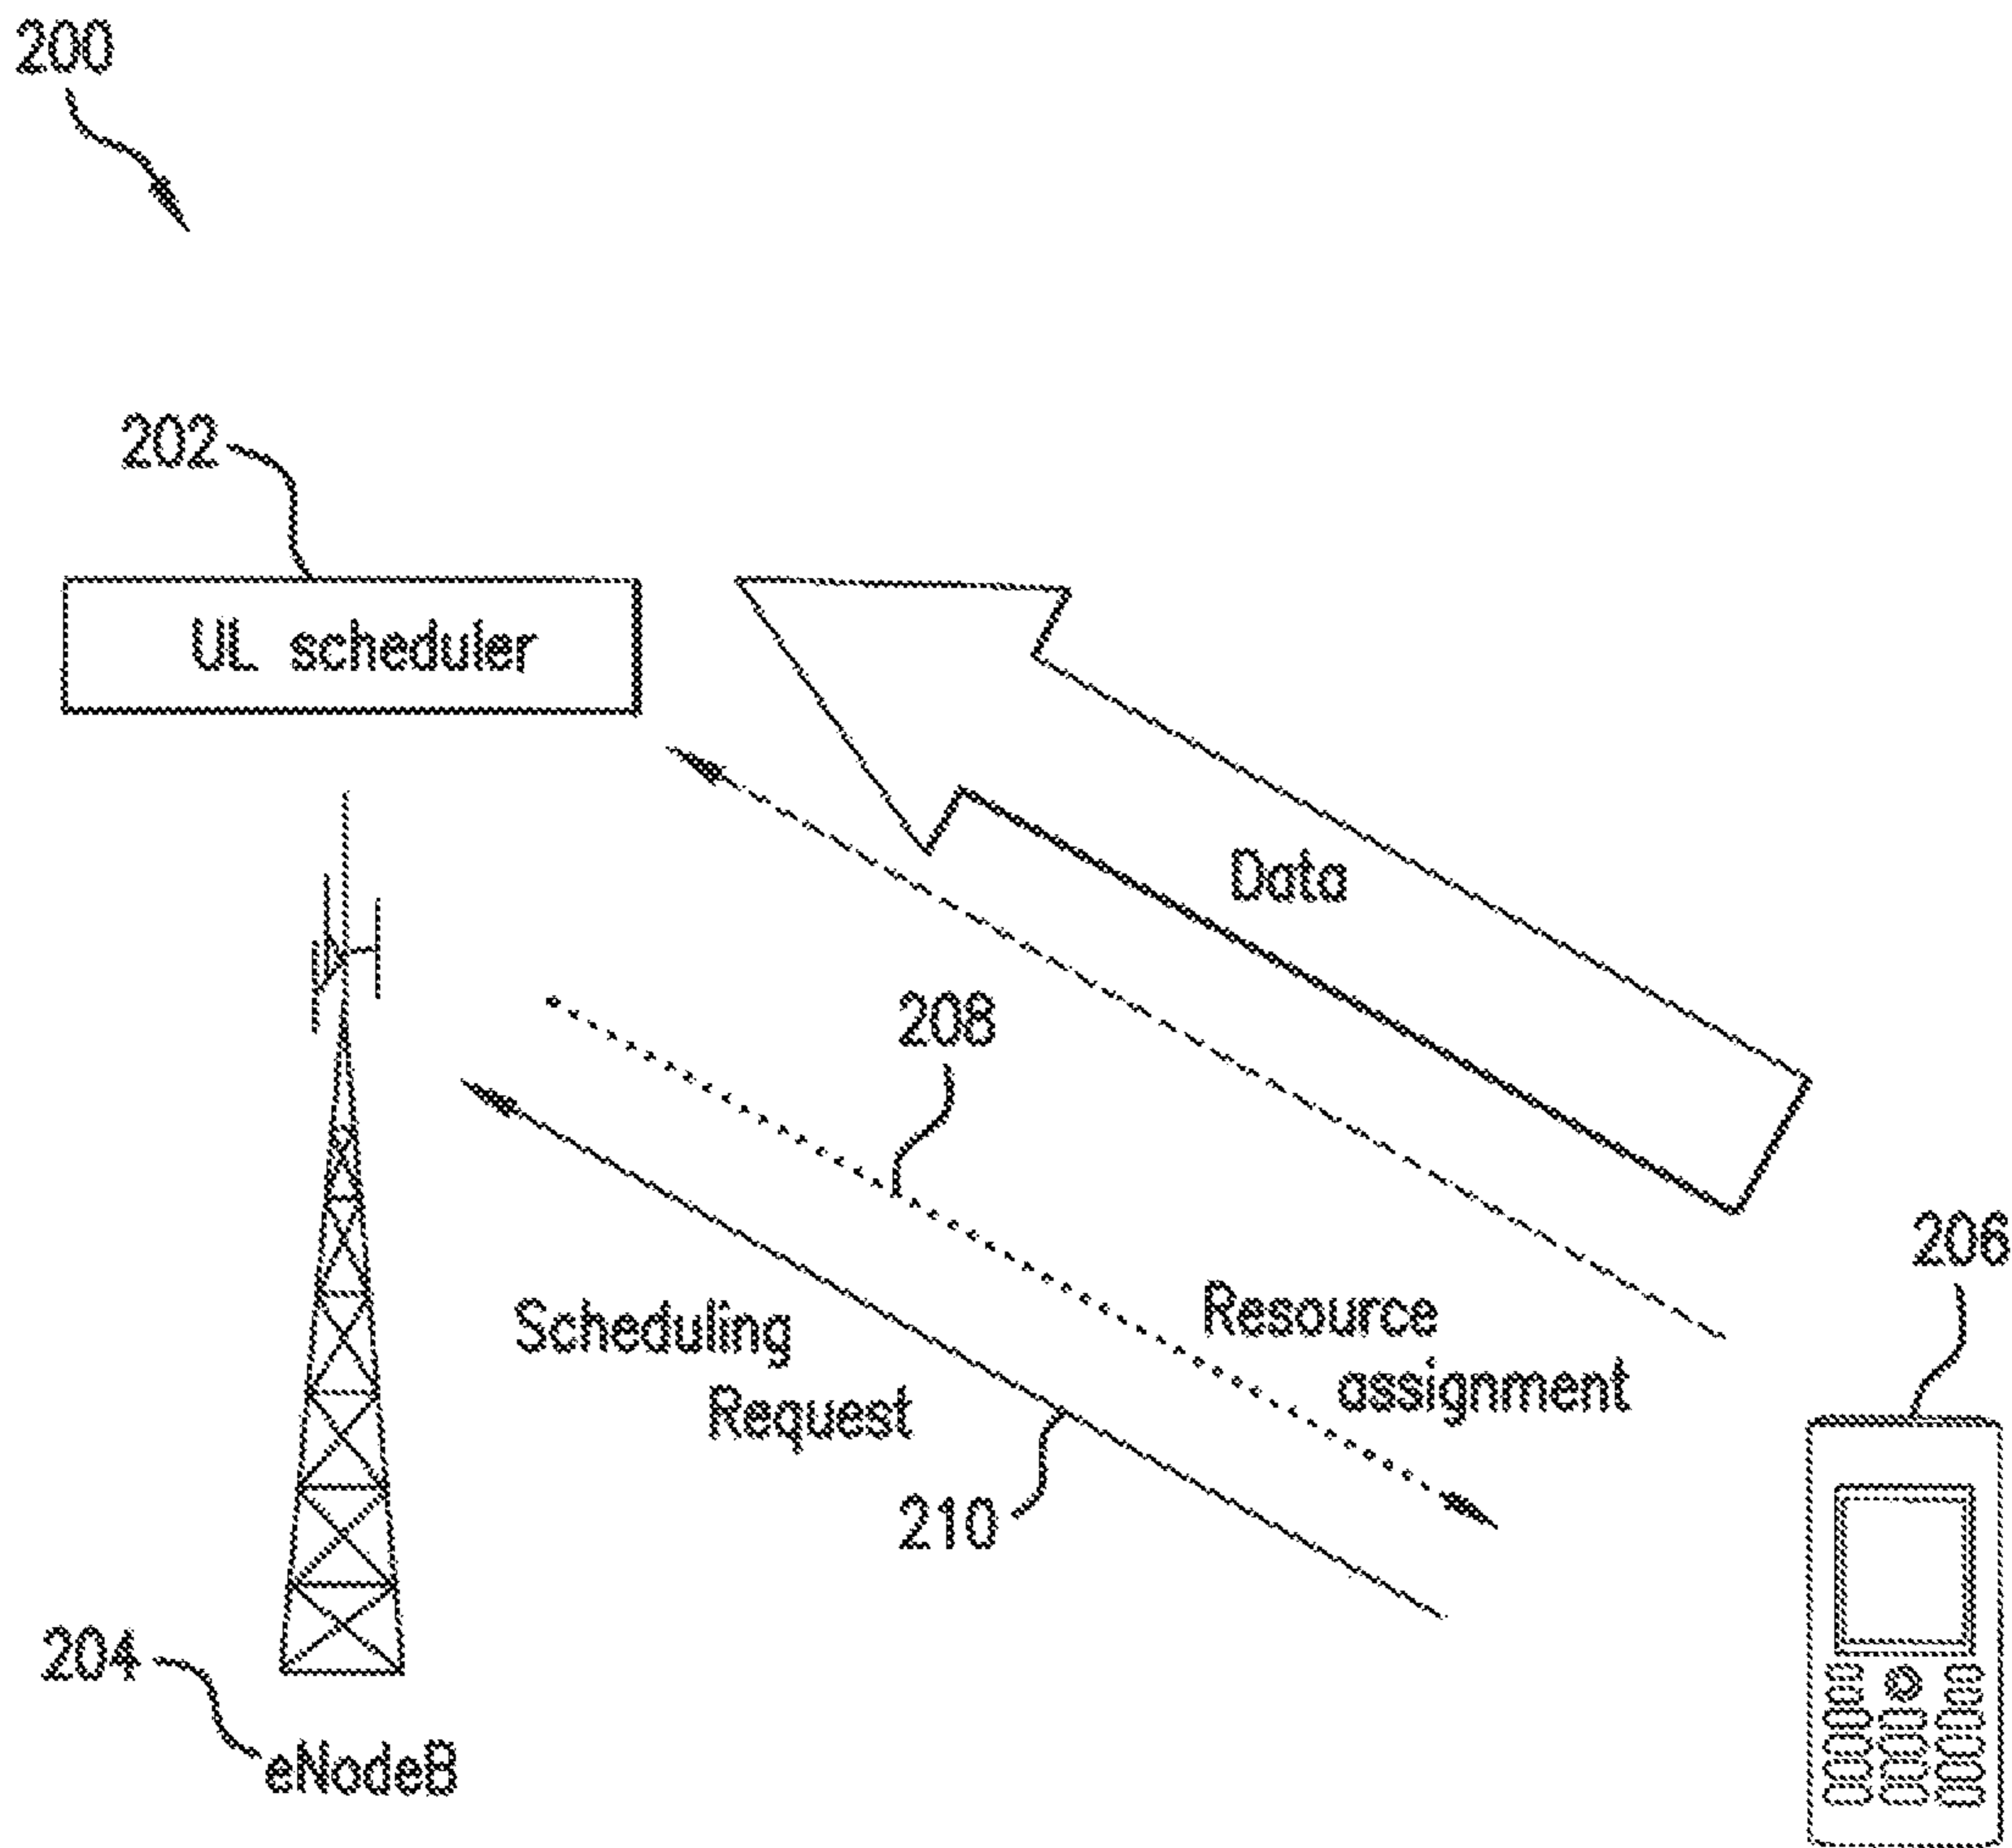 200
202
UL scheduler
Data
208
206
Resource
assignment
Scheduling
Request
210
204
eNodeB